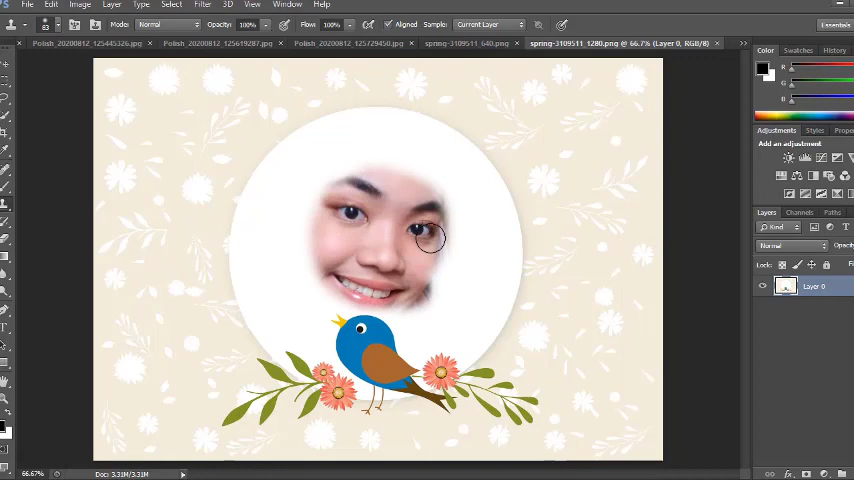 File Edit Image Layer Type Select Filter 3D View Window Help
83 Mode: Normal Opacity: 100% Flow: 100% Aligned Sample: Current Layer Essentials
Polish_20200812_125445326.jpg × Polish_20200812_125619287.jpg × Polish_20200812_125729450.jpg × spring-3109511_640.png × spring-3109511_1280.png @ 66.7% (Layer 0, RGB/8) ×
Color Swatches History
R
G
B
Adjustments Styles
Add an adjustment
Layers Channels Paths
Kind
Normal Opacity:
Lock:
Layer 0
66.67% Doc: 3.31M/3.31M
fx